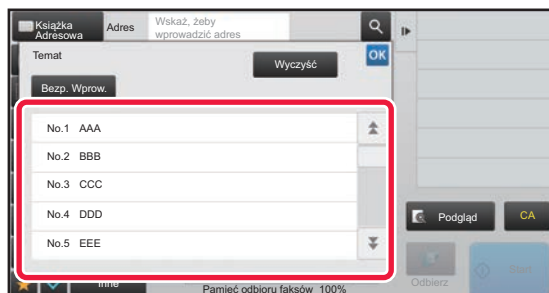 Książka
Adresowa
Adres
Wskaż, żeby
wprowadzić adres
Temat
Wyczyść
OK
Bezp. Wprow.
No.1 AAA
No.2 BBB
No.3 CCC
No.4 DDD
No.5 EEE
Podgląd
CA
Odbierz
Start
Inne
Pamięć odbioru faksów 100%